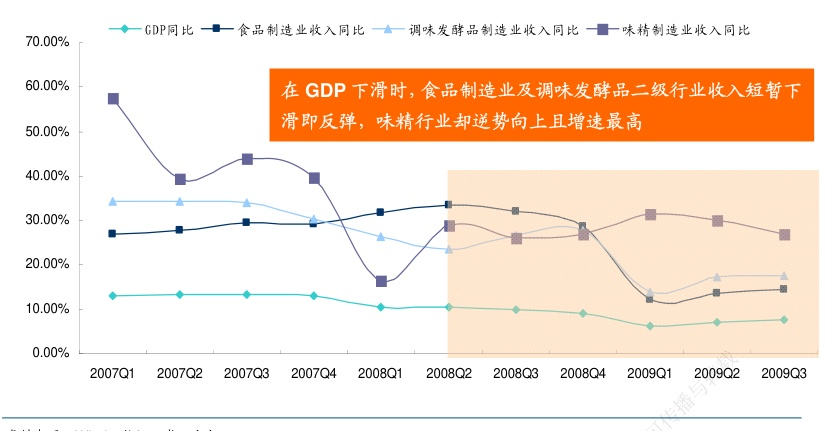 GDP同比 食品制造业收入同比 调味发酵品制造业收入同比 味精制造业收入同比
70.00%
在 GDP 下滑时，食品制造业及调味发酵品二级行业收入短暂下
滑即反弹，味精行业却逆势向上且增速最高
60.00%
50.00%
40.00%
30.00%
20.00%
10.00%
0.00%
2007Q1 2007Q2 2007Q3 2007Q4 2008Q1 2008Q2 2008Q3 2008Q4 2009Q1 2009Q2 2009Q3